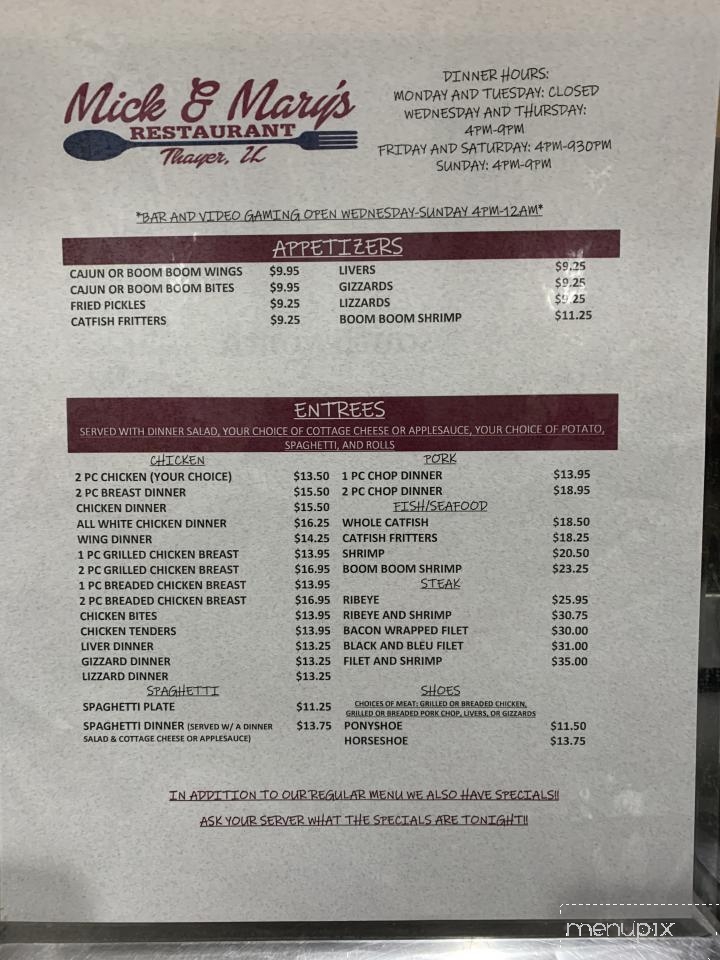 Mick & Mary's
RESTAURANT
Thayer, IL
DINNER HOURS:
MONDAY AND TUESDAY: CLOSED
WEDNESDAY AND THURSDAY:
4PM-9PM
FRIDAY AND SATURDAY: 4PM-930PM
SUNDAY: 4PM-9PM
*BAR AND VIDEO GAMING OPEN WEDNESDAY-SUNDAY 4PM-12AM*
APPETIZERS
CAJUN OR BOOM BOOM WINGS $9.95
CAJUN OR BOOM BOOM BITES $9.95
FRIED PICKLES $9.25
CATFISH FRITTERS $9.25
LIVERS $9.25
GIZZARDS $9.25
LIZZARDS $9.25
BOOM BOOM SHRIMP $11.25
ENTREES
SERVED WITH DINNER SALAD, YOUR CHOICE OF COTTAGE CHEESE OR APPLESAUCE, YOUR CHOICE OF POTATO,
SPAGHETTI, AND ROLLS
CHICKEN
2 PC CHICKEN (YOUR CHOICE) $13.50
2 PC BREAST DINNER $15.50
CHICKEN DINNER $15.50
ALL WHITE CHICKEN DINNER $16.25
WING DINNER $14.25
1 PC GRILLED CHICKEN BREAST $13.95
2 PC GRILLED CHICKEN BREAST $16.95
1 PC BREADED CHICKEN BREAST $13.95
2 PC BREADED CHICKEN BREAST $16.95
CHICKEN BITES $13.95
CHICKEN TENDERS $13.95
LIVER DINNER $13.25
GIZZARD DINNER $13.25
LIZZARD DINNER $13.25
SPAGHETTI
SPAGHETTI PLATE $11.25
SPAGHETTI DINNER (SERVED W/ A DINNER $13.75
SALAD & COTTAGE CHEESE OR APPLESAUCE)
PORK
1 PC CHOP DINNER $13.95
2 PC CHOP DINNER $18.95
FISH/SEAFOOD
WHOLE CATFISH $18.50
CATFISH FRITTERS $18.25
SHRIMP $20.50
BOOM BOOM SHRIMP $23.25
STEAK
RIBEYE $25.95
RIBEYE AND SHRIMP $30.75
BACON WRAPPED FILET $30.00
BLACK AND BLEU FILET $31.00
FILET AND SHRIMP $35.00
SHOES
CHOICES OF MEAT: GRILLED OR BREADED CHICKEN,
GRILLED OR BREADED PORK CHOP, LIVERS, OR GIZZARDS
PONYSHOE $11.50
HORSESHOE $13.75
IN ADDITION TO OUR REGULAR MENU WE ALSO HAVE SPECIALS!!
ASK YOUR SERVER WHAT THE SPECIALS ARE TONIGHT!!
menupix